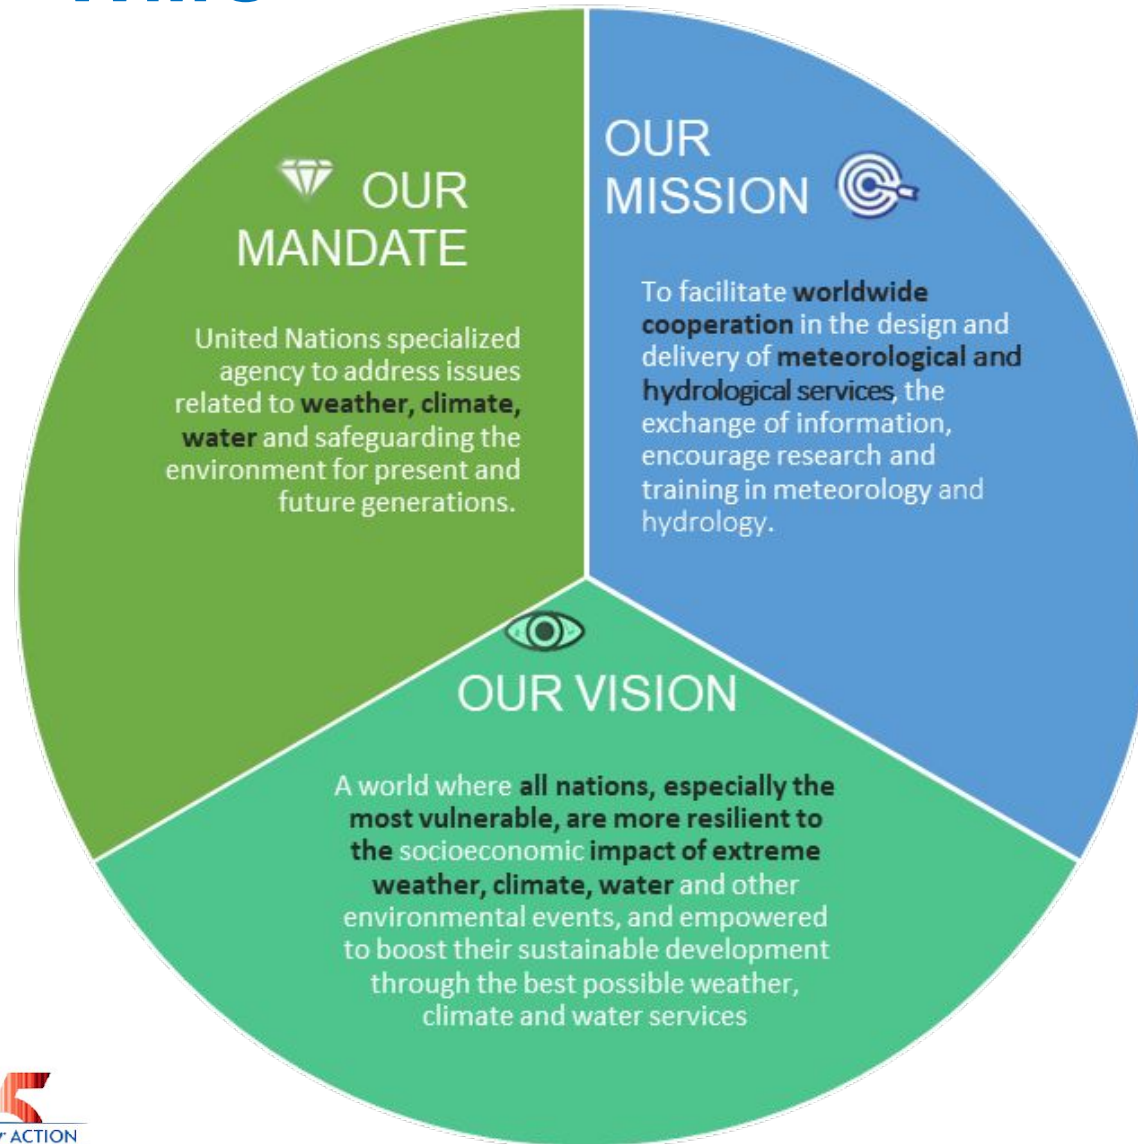 OUR
MANDATE
United Nations specialized
agency to address issues
related to weather, climate,
water and safeguarding the
environment for present and
future generations.
OUR
MISSION
To facilitate worldwide
cooperation in the design and
delivery of meteorological and
hydrological services, the
exchange of information,
encourage research and
training in meteorology and
hydrology.
OUR VISION
A world where all nations, especially the
most vulnerable, are more resilient to
the socioeconomic impact of extreme
weather, climate, water and other
environmental events, and empowered
to boost their sustainable development
through the best possible weather,
climate and water services
ACTION